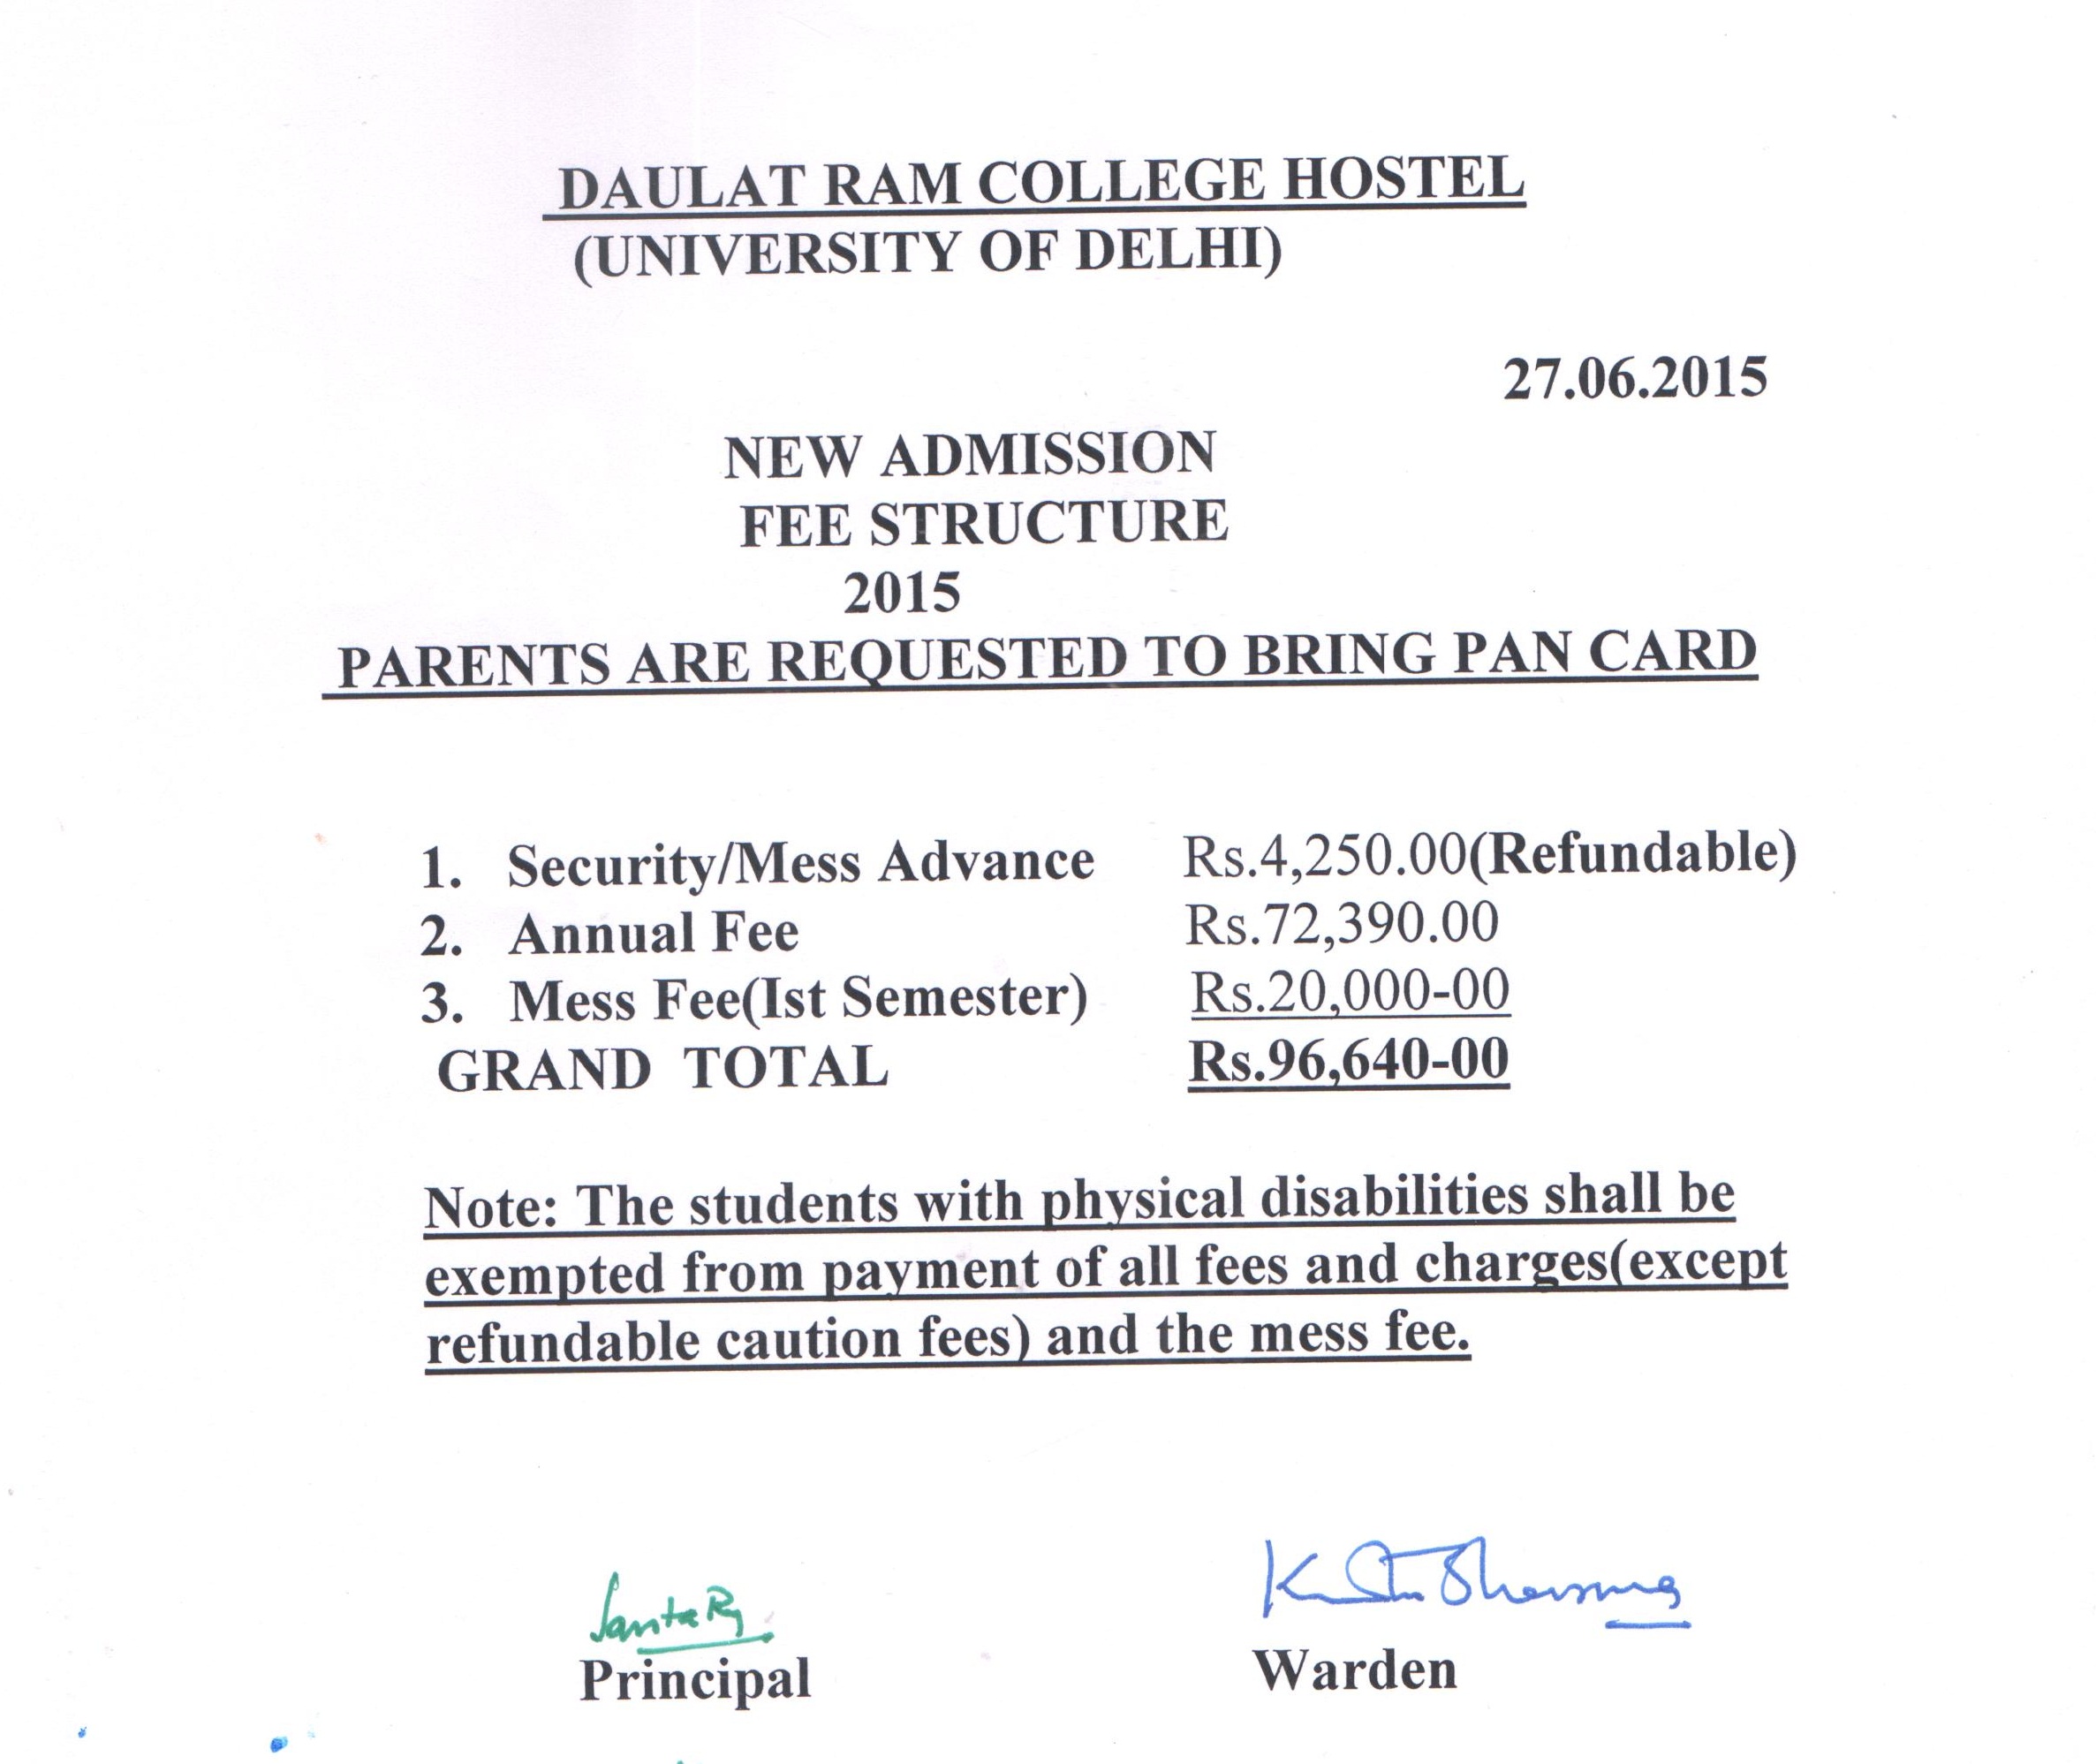 DAULAT RAM COLLEGE HOSTEL
(UNIVERSITY OF DELHI)
27.06.2015
NEW ADMISSION
FEE STRUCTURE
2015
PARENTS ARE REQUESTED TO BRING PAN CARD
1. Security/Mess Advance Rs.4,250.00(Refundable)
2. Annual Fee Rs.72,390.00
3. Mess Fee(Ist Semester) Rs.20,000-00
GRAND TOTAL Rs.96,640-00
Note: The students with physical disabilities shall be
exempted from payment of all fees and charges(except
refundable caution fees) and the mess fee.
Principal Warden